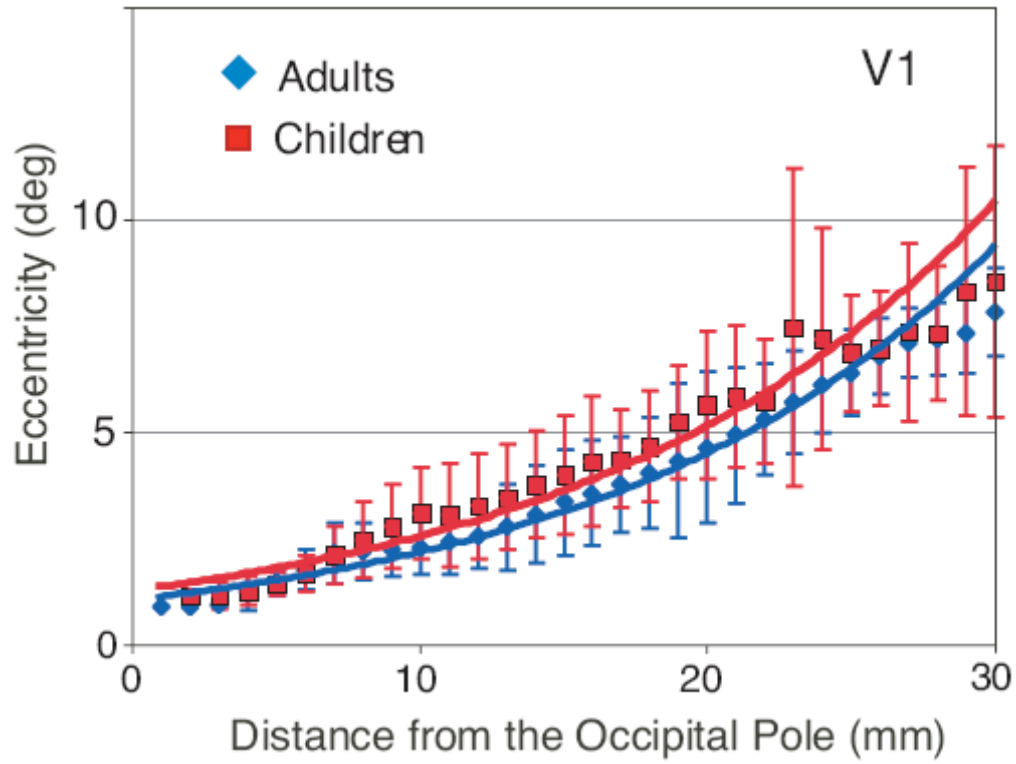 V1
Adults
Children
Eccentricity (deg)
10
5
0
0 10 20 30
Distance from the Occipital Pole (mm)